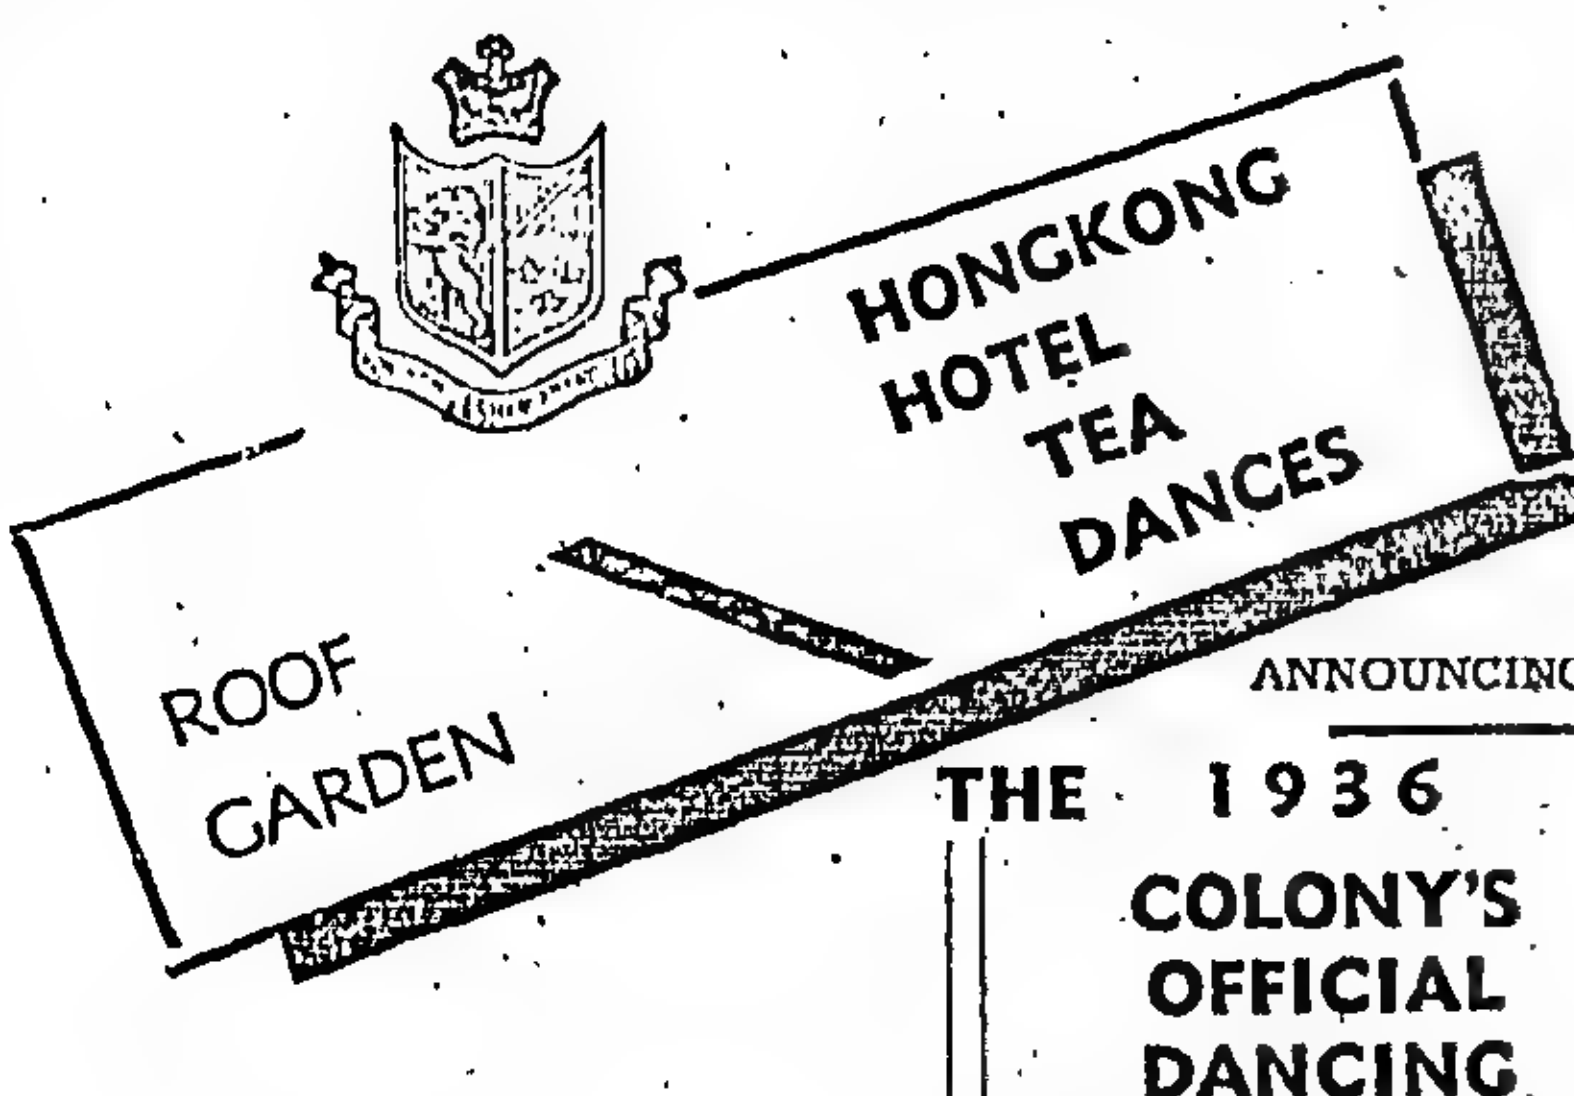 HONGKONG
HOTEL
TEA
DANCES
ROOF
GARDEN
ANNOUNCING
THE 1936
COLONY'S
OFFICIAL
DANCING